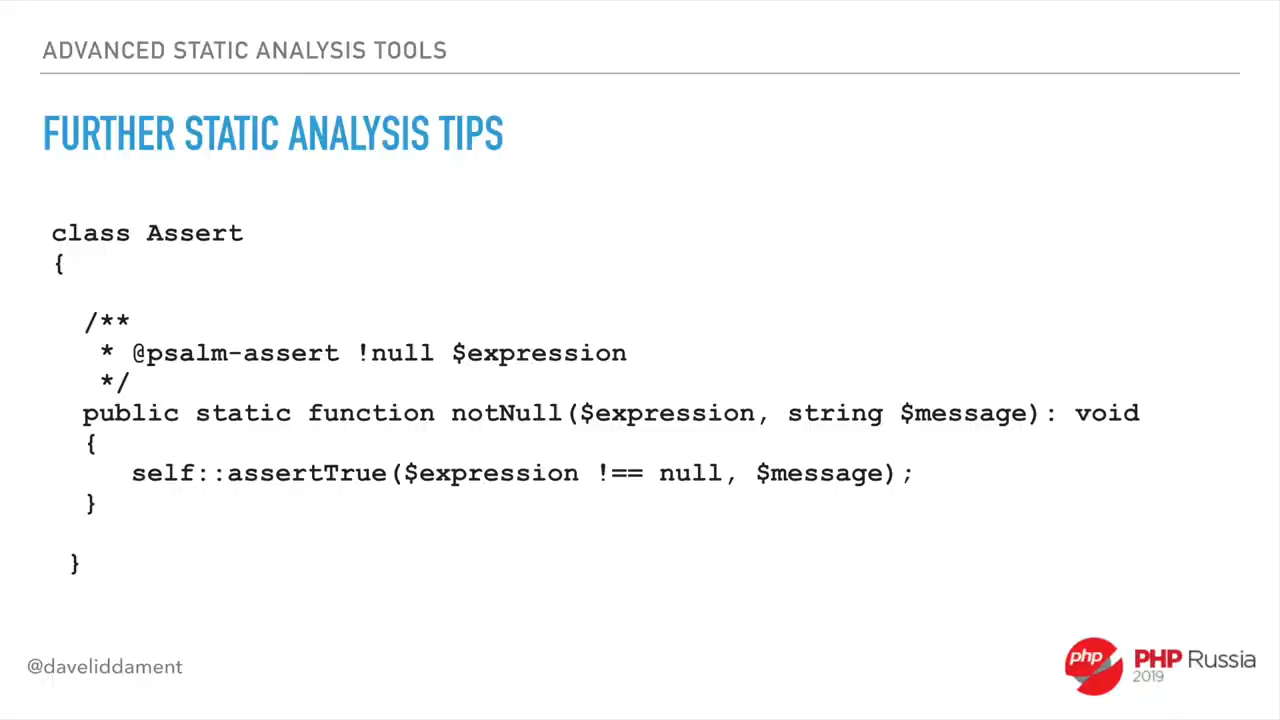 ADVANCED STATIC ANALYSIS TOOLS
FURTHER STATIC ANALYSIS TIPS
class Assert
{
/**
* @psalm-assert !null $expression
*/
public static function notNull($expression, string $message): void
{
self::assertTrue($expression !== null, $message);
}
}
@daveliddament
php
PHP Russia
2019